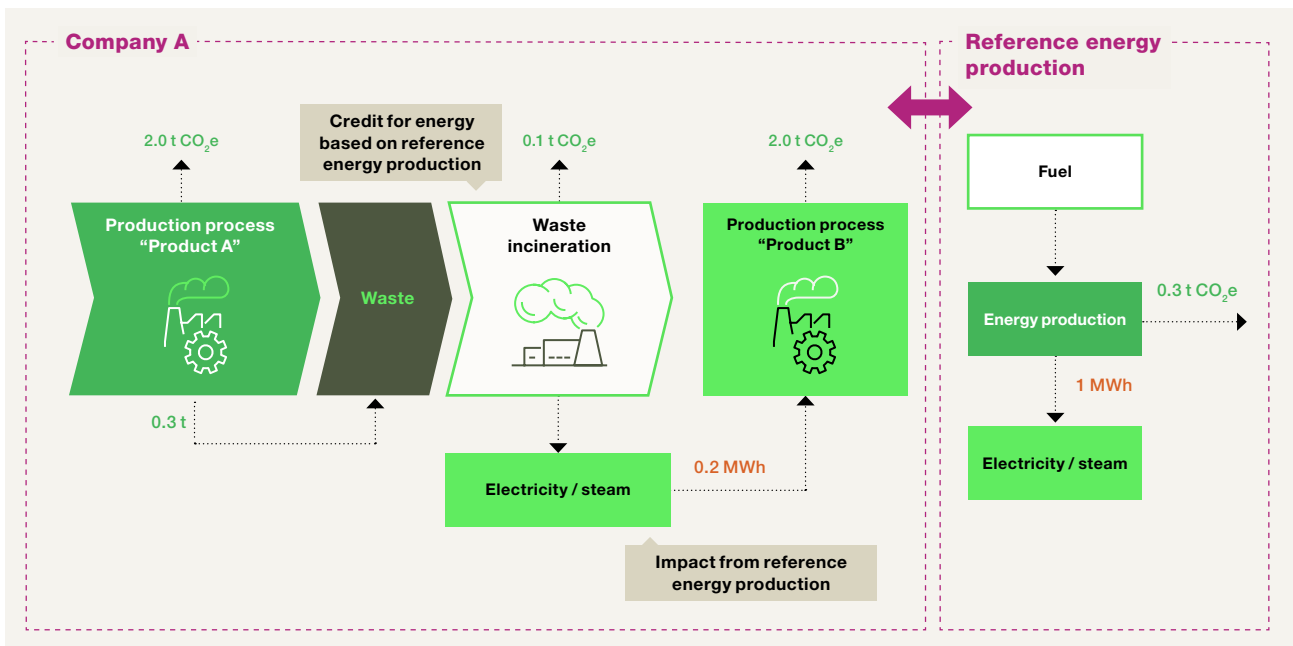 Company A
Reference energy
production
Credit for energy
based on reference
energy production
2.0 t CO₂e
0.1 t CO₂e
2.0 t CO₂e
Fuel
Production process
“Product A”
Waste
Waste
incineration
Production process
“Product B”
Energy production
0.3 t CO₂e
1 MWh
0.3 t
Electricity / steam
0.2 MWh
Electricity / steam
Impact from reference
energy production